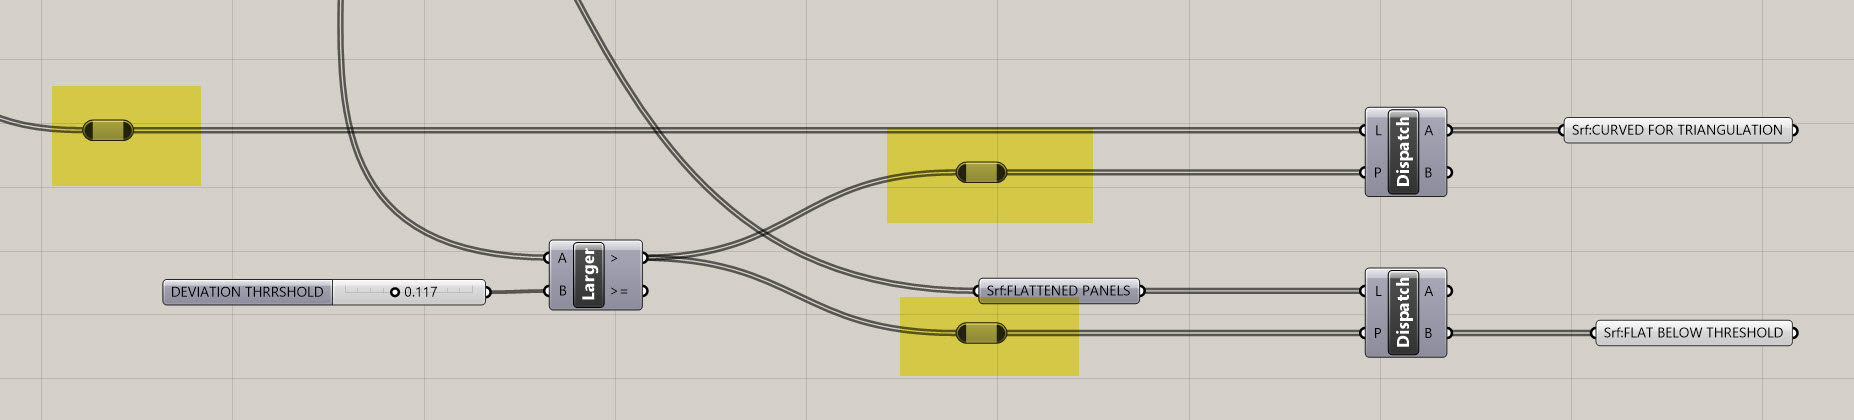 L
A
Dispatch
P
B
Srf:CURVED FOR TRIANGULATION
A
>
Larger
B
>=
DEVIATION THRRSHOLD
0.117
Srf:FLATTENED PANELS
L
A
Dispatch
P
B
Srf:FLAT BELOW THRESHOLD